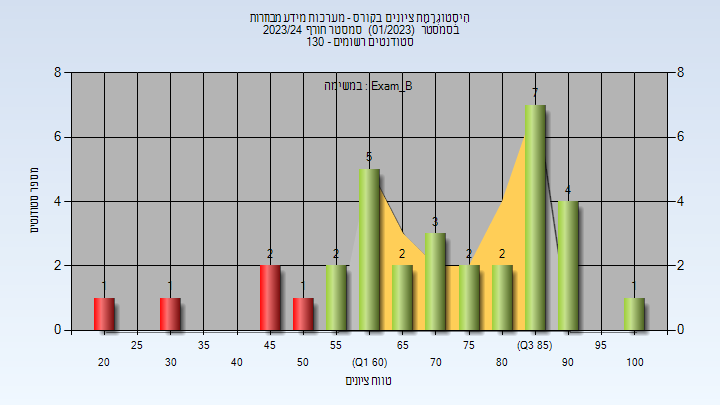 היסטוגרמת ציונים בקורס - מערכות מידע מבוזרות
בסמסטר (01/2023) סמסטר חורף 2023/24
סטודנטים רשומים - 130
במשימה : Exam_B
מספר סטודנטים
8 8
6 6
4 4
2 2
0 0
1 1 2 1 2 5 2 3 2 2 7 4 1
25 35 45 55 65 75 (Q3 85) 95
20 30 40 50 (Q1 60) 70 80 90 100
טווח ציונים